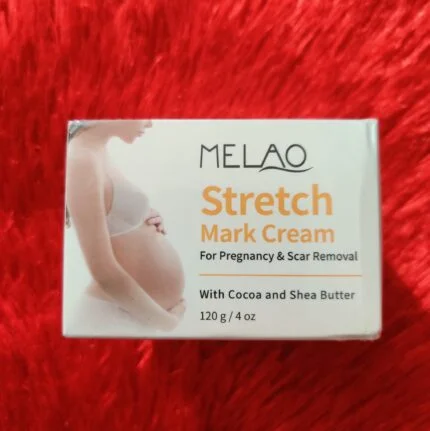 MELAO
Stretch
Mark Cream
For Pregnancy & Scar Removal
With Cocoa and Shea Butter
120 g / 4 oz